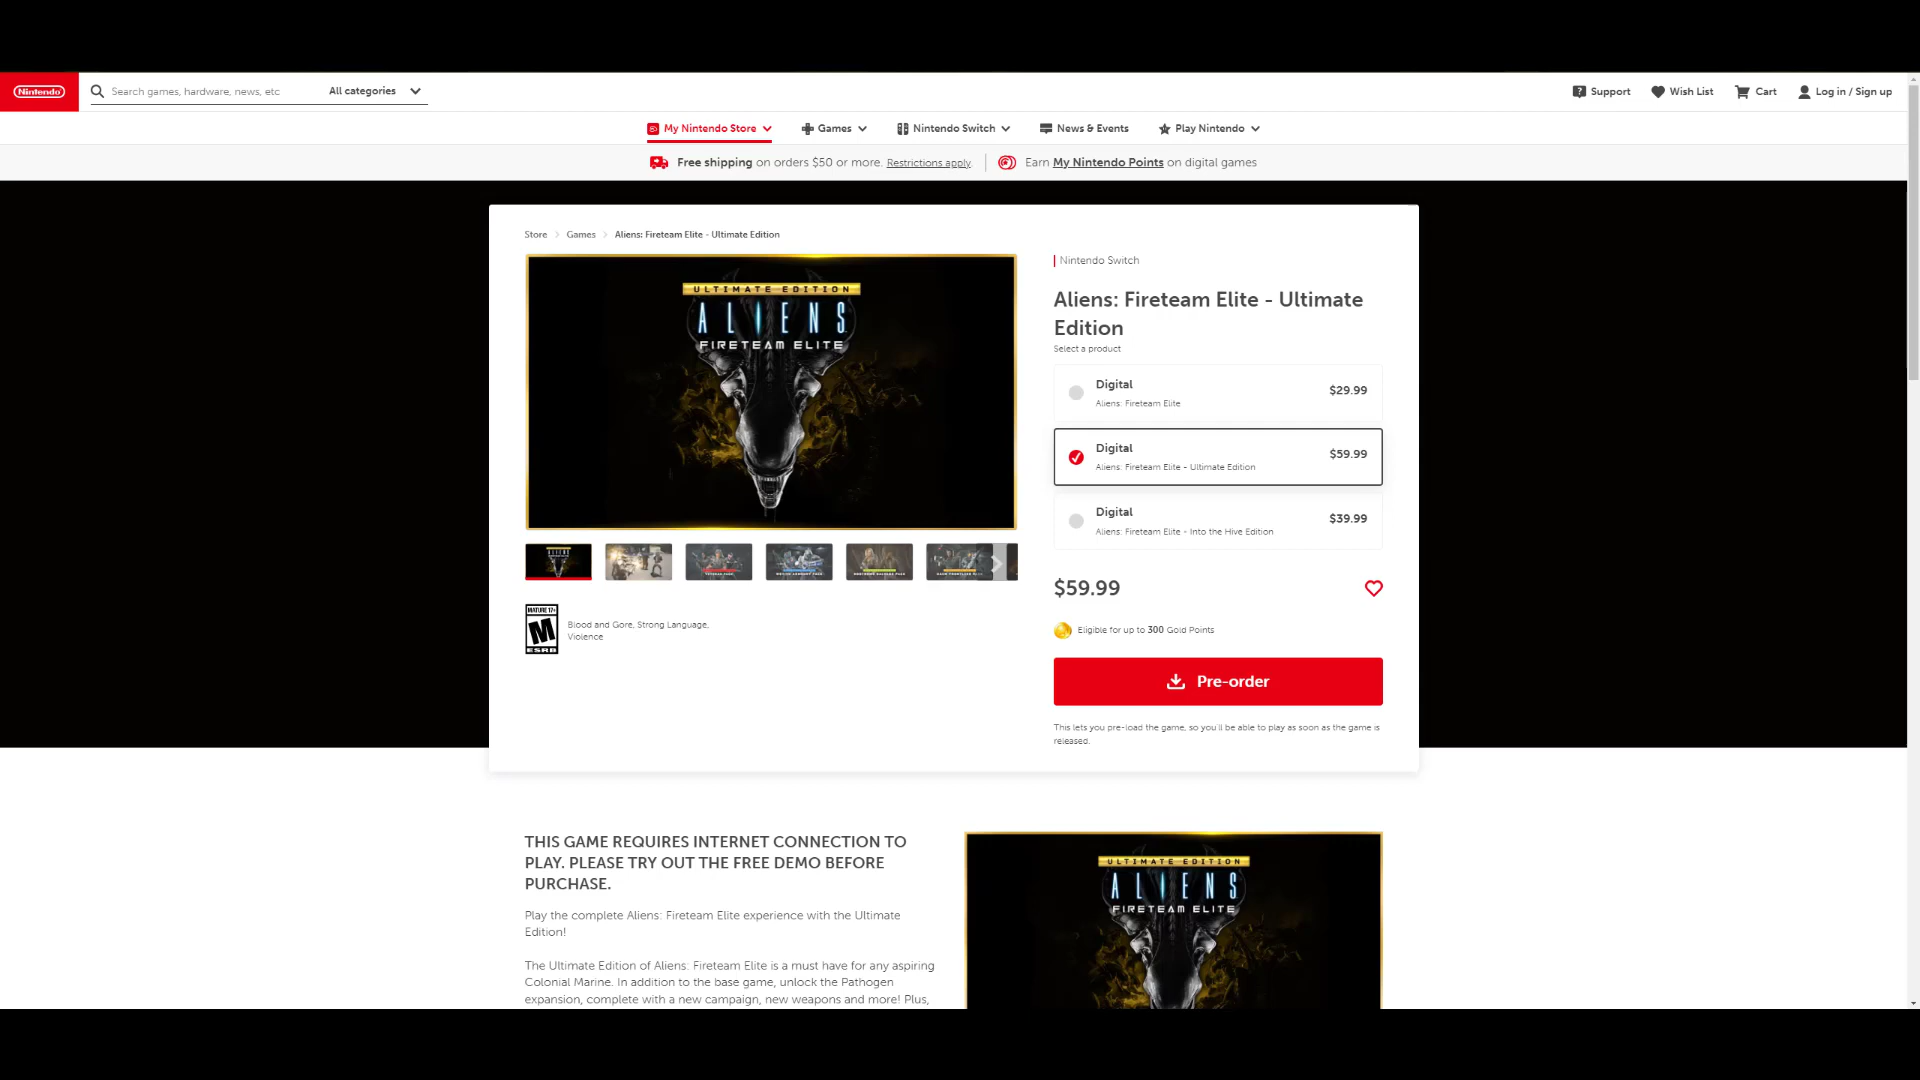 Nintendo
Search games, hardware, news, etc
All categories
Support
Wish List
Cart
Log in / Sign up
My Nintendo Store
Games
Nintendo Switch
News & Events
Play Nintendo
Free shipping on orders $50 or more. Restrictions apply
Earn My Nintendo Points on digital games
Store
Games
Aliens: Fireteam Elite - Ultimate Edition
ULTIMATE EDITION
ALIENS
FIRETEAM ELITE
MATURE 17+
M
ESRB
Blood and Gore, Strong Language,
Violence
Nintendo Switch
Aliens: Fireteam Elite - Ultimate
Edition
Select a product
Digital
$29.99
Aliens: Fireteam Elite
Digital
$59.99
Aliens: Fireteam Elite - Ultimate Edition
Digital
$39.99
Aliens: Fireteam Elite - Into the Hive Edition
$59.99
Eligible for up to 300 Gold Points
Pre-order
This lets you pre-load the game, so you'll be able to play as soon as the game is
released.
THIS GAME REQUIRES INTERNET CONNECTION TO
PLAY. PLEASE TRY OUT THE FREE DEMO BEFORE
PURCHASE.
Play the complete Aliens: Fireteam Elite experience with the Ultimate
Edition!
The Ultimate Edition of Aliens: Fireteam Elite is a must have for any aspiring
Colonial Marine. In addition to the base game, unlock the Pathogen
expansion, complete with a new campaign, new weapons and more! Plus,
ULTIMATE EDITION
ALIENS
FIRETEAM ELITE